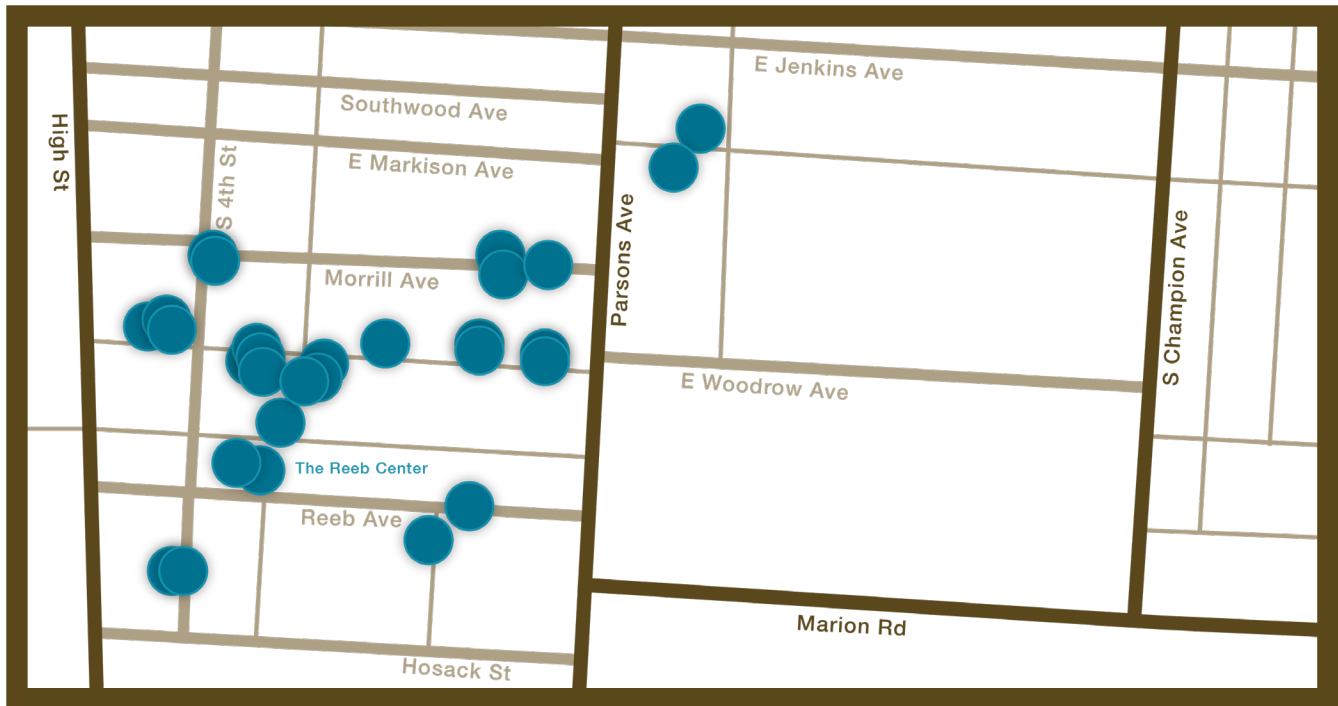 E Jenkins Ave
Southwood Ave
High St
E Markison Ave
S 4th St
Parsons Ave
S Champion Ave
Morrill Ave
E Woodrow Ave
The Reeb Center
Reeb Ave
Marion Rd
Hosack St